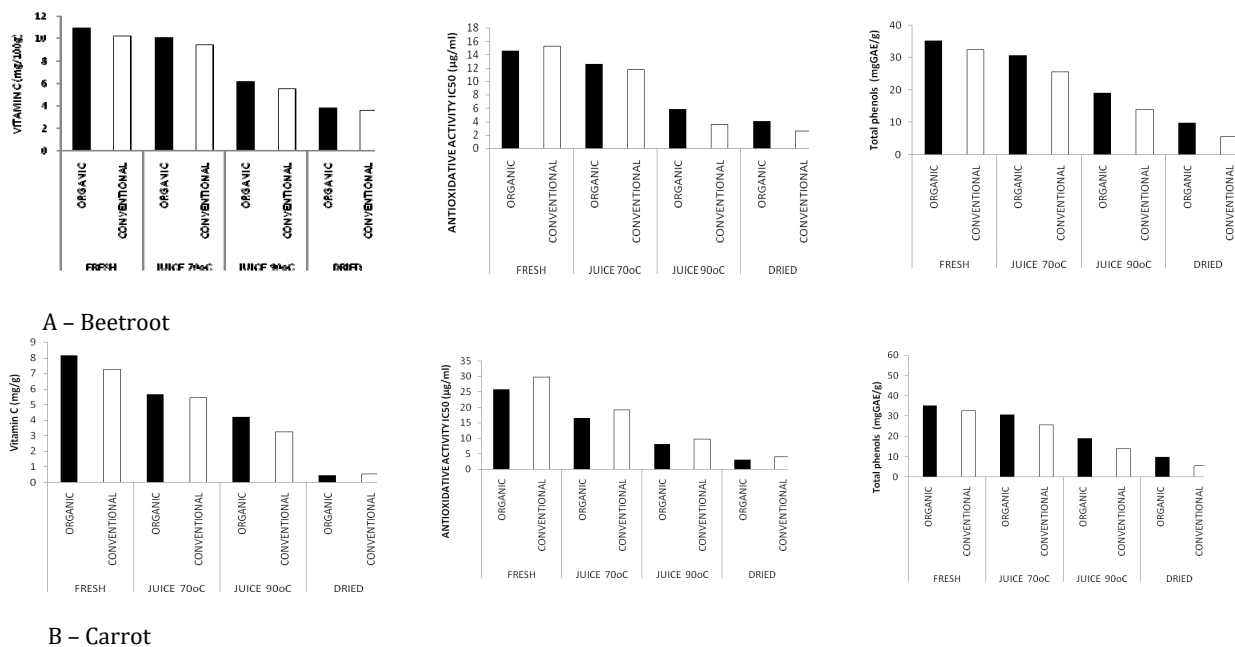 VITAMIN C (mg/100g)
12
10
8
6
4
2
0
ORGANIC
CONVENTIONAL
ORGANIC
CONVENTIONAL
ORGANIC
CONVENTIONAL
ORGANIC
CONVENTIONAL
FRESH
JUICE 70oC
JUICE 90oC
DRIED
ANTIOXIDATIVE ACTIVITY IC50 (µg/ml)
18
16
14
12
10
8
6
4
2
0
ORGANIC
CONVENTIONAL
ORGANIC
CONVENTIONAL
ORGANIC
CONVENTIONAL
ORGANIC
CONVENTIONAL
FRESH
JUICE 70oC
JUICE 90oC
DRIED
Total phenols (mgGAE/g)
40
30
20
10
0
ORGANIC
CONVENTIONAL
ORGANIC
CONVENTIONAL
ORGANIC
CONVENTIONAL
ORGANIC
CONVENTIONAL
FRESH
JUICE 70oC
JUICE 90oC
DRIED
A – Beetroot
Vitamin C (mg/g)
9
8
7
6
5
4
3
2
1
0
ORGANIC
CONVENTIONAL
ORGANIC
CONVENTIONAL
ORGANIC
CONVENTIONAL
ORGANIC
CONVENTIONAL
FRESH
JUICE 70oC
JUICE 90oC
DRIED
ANTIOXIDATIVE ACTIVITY IC50 (µg/ml)
35
30
25
20
15
10
5
0
ORGANIC
CONVENTIONAL
ORGANIC
CONVENTIONAL
ORGANIC
CONVENTIONAL
ORGANIC
CONVENTIONAL
FRESH
JUICE 70oC
JUICE 90oC
DRIED
Total phenols (mgGAE/g)
60
50
40
30
20
10
0
ORGANIC
CONVENTIONAL
ORGANIC
CONVENTIONAL
ORGANIC
CONVENTIONAL
ORGANIC
CONVENTIONAL
FRESH
JUICE 70oC
JUICE 90oC
DRIED
B – Carrot